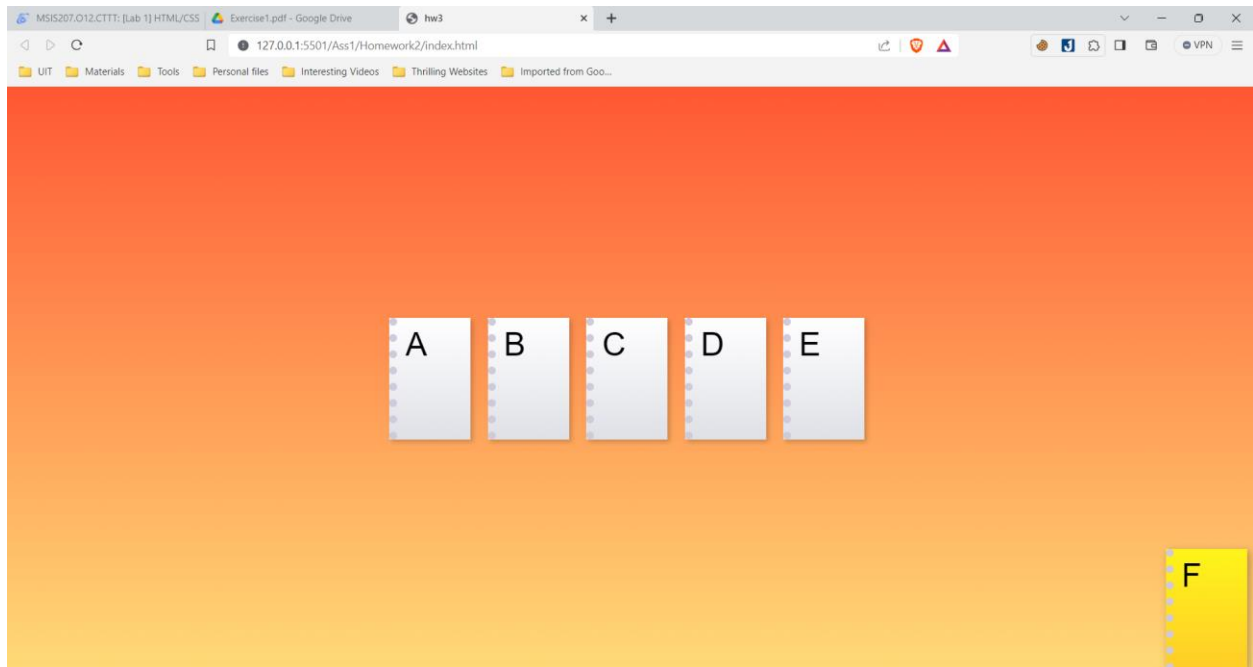 MSIS207.O12.CTTT: [Lab 1] HTML/CSS Exercise1.pdf - Google Drive hw3
127.0.0.1:5501/Ass1/Homework2/index.html VPN
UIT Materials Tools Personal files Interesting Videos Thrilling Websites Imported from Goo...
A B C D E
F